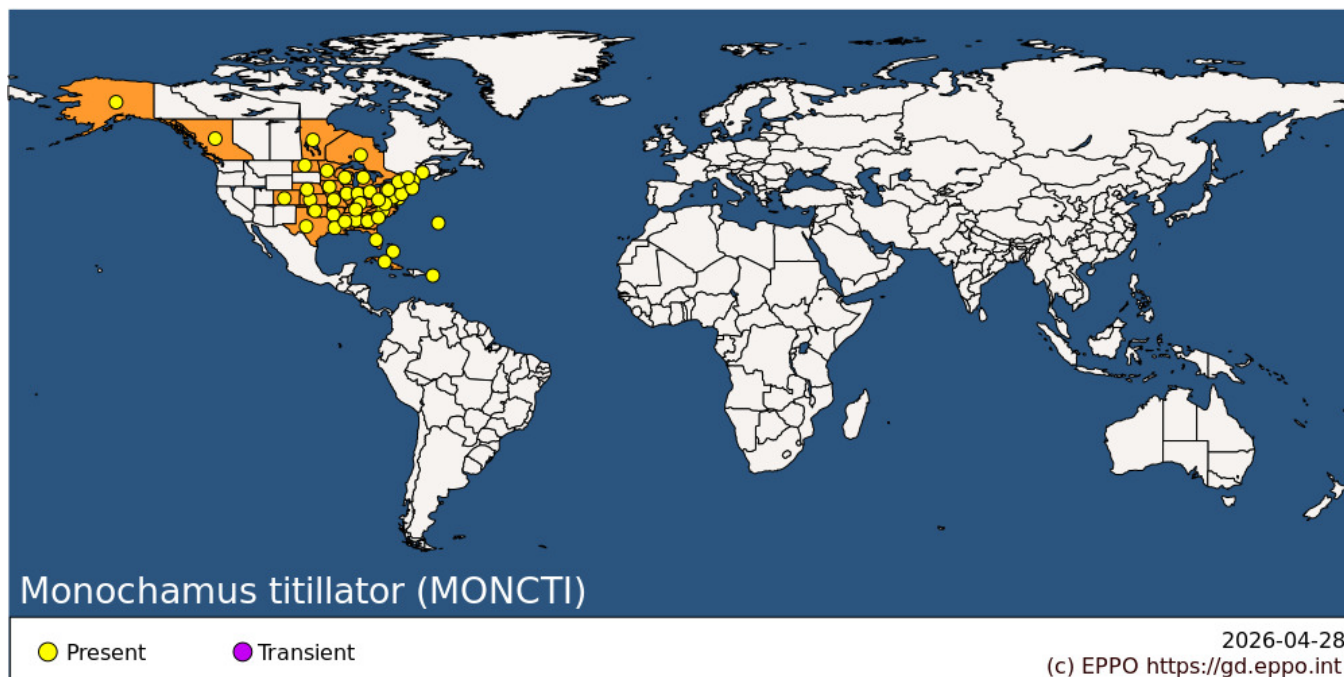 Monochamus titillator (MONCTI)
Present
Transient
2026-04-28
(c) EPPO https://gd.eppo.int